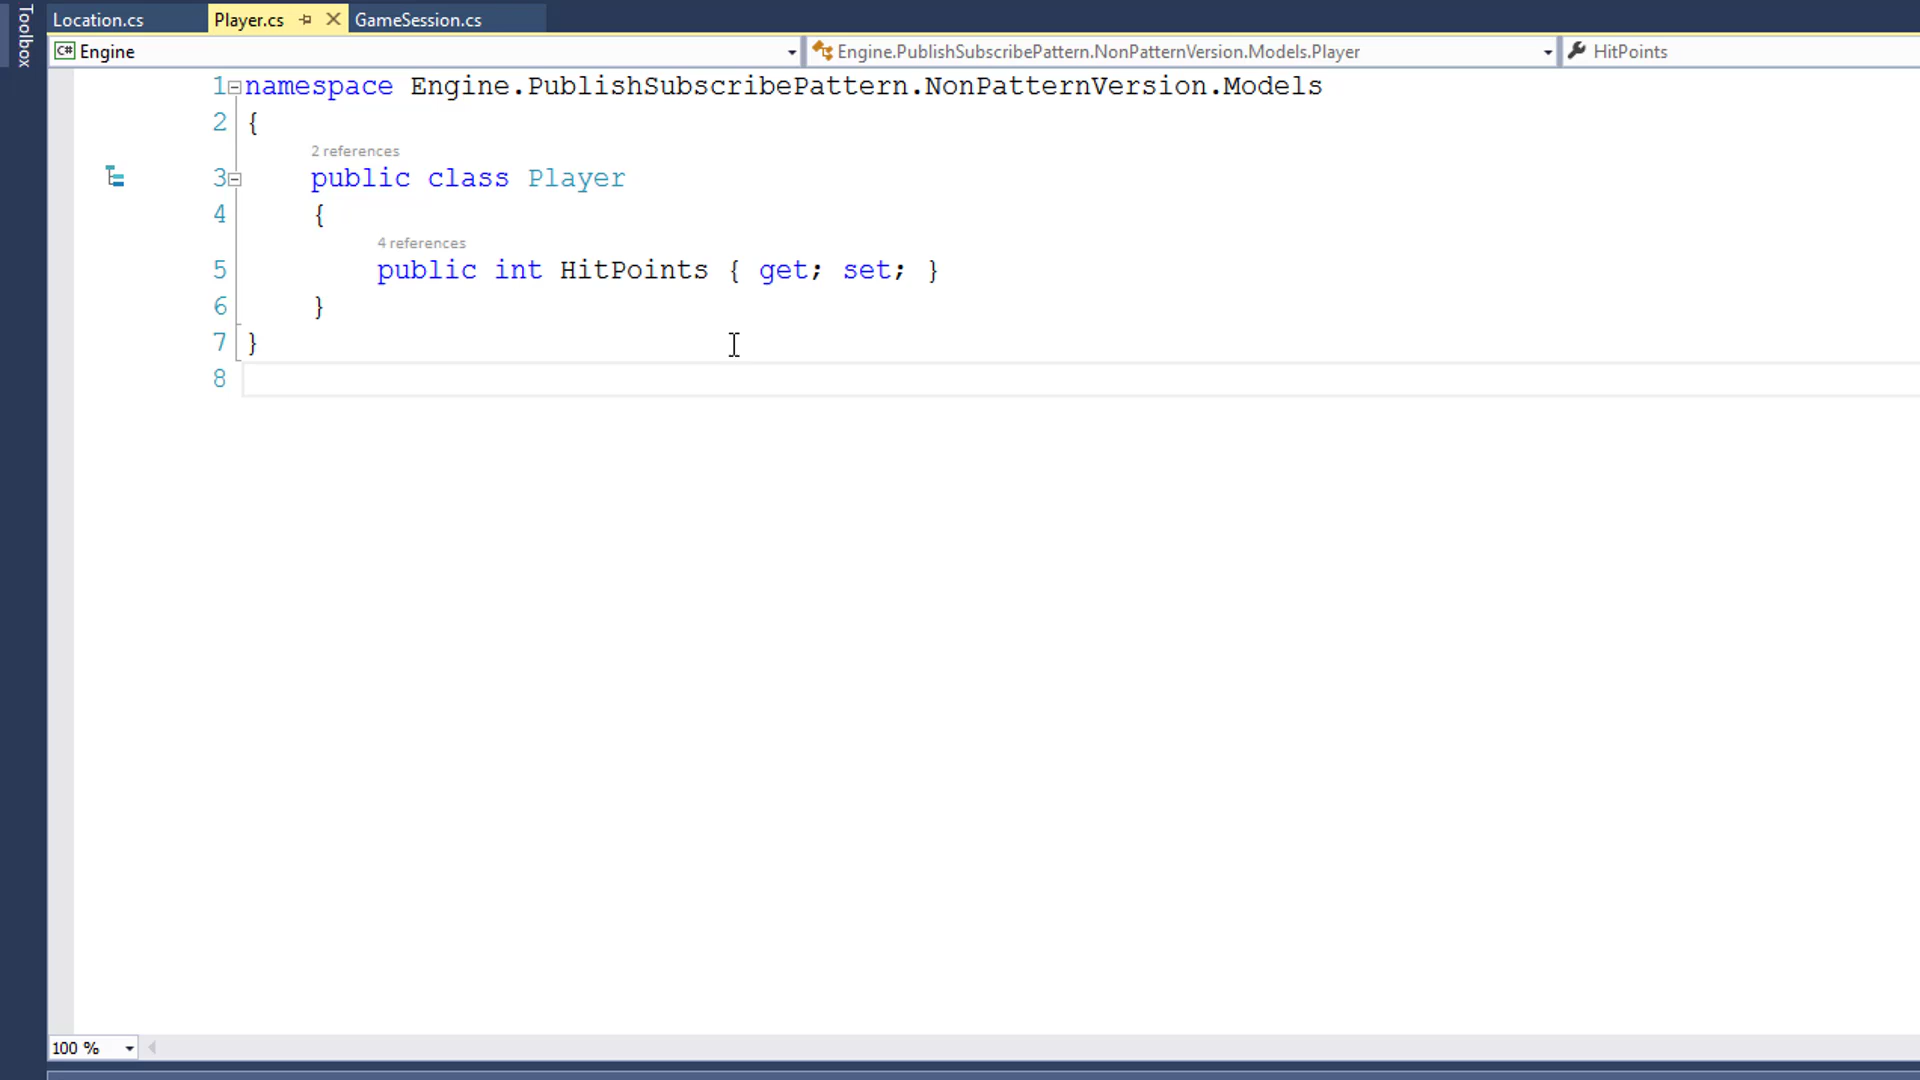 Toolbox
Location.cs Player.cs GameSession.cs
C# Engine Engine.PublishSubscribePattern.NonPatternVersion.Models.Player HitPoints
1 namespace Engine.PublishSubscribePattern.NonPatternVersion.Models
2 {
2 references
3 public class Player
4 {
4 references
5 public int HitPoints { get; set; }
6 }
7 }
8
100 %